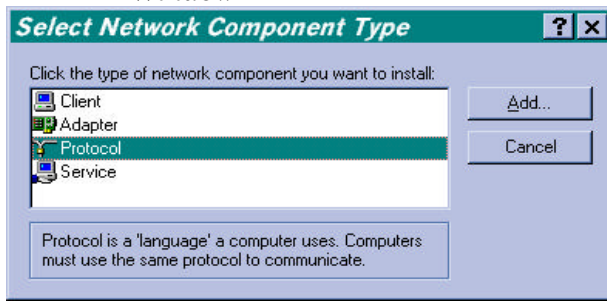 Select Network Component Type
Click the type of network component you want to install:
Client
Add...
Adapter
Protocol
Cancel
Service
Protocol is a 'language' a computer uses. Computers
must use the same protocol to communicate.